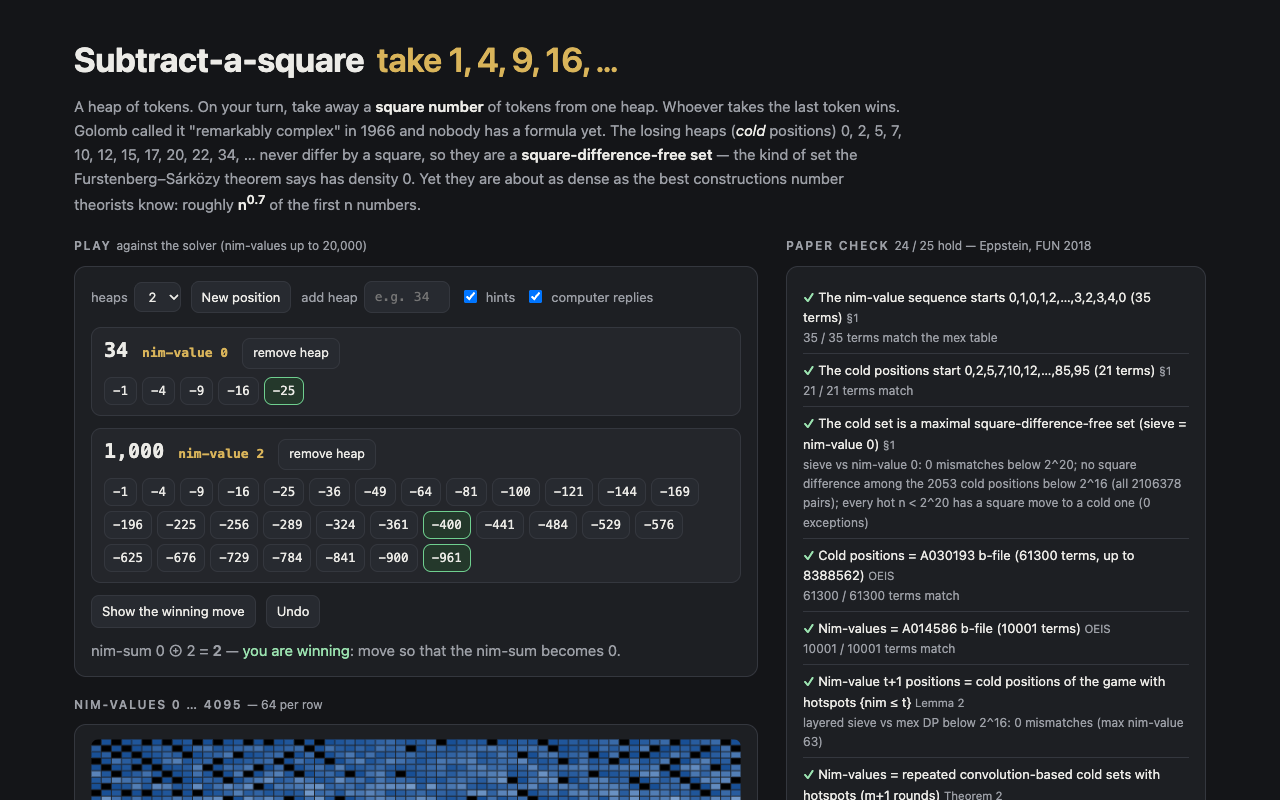 Subtract-a-square take 1, 4, 9, 16, ...
A heap of tokens. On your turn, take away a square number of tokens from one heap. Whoever takes the last token wins.
Golomb called it "remarkably complex" in 1966 and nobody has a formula yet. The losing heaps (cold positions) 0, 2, 5, 7,
10, 12, 15, 17, 20, 22, 34, ... never differ by a square, so they are a square-difference-free set — the kind of set the
Furstenberg–Sárközy theorem says has density 0. Yet they are about as dense as the best constructions number
theorists know: roughly n^0.7 of the first n numbers.
PLAY against the solver (nim-values up to 20,000)
heaps 2 New position add heap e.g. 34 hints computer replies
34 nim-value 0 remove heap
−1 −4 −9 −16 −25
1,000 nim-value 2 remove heap
−1 −4 −9 −16 −25 −36 −49 −64 −81 −100 −121 −144 −169
−196 −225 −256 −289 −324 −361 −400 −441 −484 −529 −576
−625 −676 −729 −784 −841 −900 −961
Show the winning move Undo
nim-sum 0 ⊕ 2 = 2 — you are winning: move so that the nim-sum becomes 0.
NIM-VALUES 0 … 4095 — 64 per row
PAPER CHECK 24 / 25 hold — Eppstein, FUN 2018
✓ The nim-value sequence starts 0,1,0,1,2,...,3,2,3,4,0 (35
terms) §1
35 / 35 terms match the mex table
✓ The cold positions start 0,2,5,7,10,12,...,85,95 (21 terms) §1
21 / 21 terms match
✓ The cold set is a maximal square-difference-free set (sieve =
nim-value 0) §1
sieve vs nim-value 0: 0 mismatches below 2^20; no square
difference among the 2053 cold positions below 2^16 (all 2106378
pairs); every hot n < 2^20 has a square move to a cold one (0
exceptions)
✓ Cold positions = A030193 b-file (61300 terms, up to
8388562) OEIS
61300 / 61300 terms match
✓ Nim-values = A014586 b-file (10001 terms) OEIS
10001 / 10001 terms match
✓ Nim-value t+1 positions = cold positions of the game with
hotspots {nim ≤ t} Lemma 2
layered sieve vs mex DP below 2^16: 0 mismatches (max nim-value
63)
✓ Nim-values = repeated convolution-based cold sets with
hotspots (m+1 rounds) Theorem 2